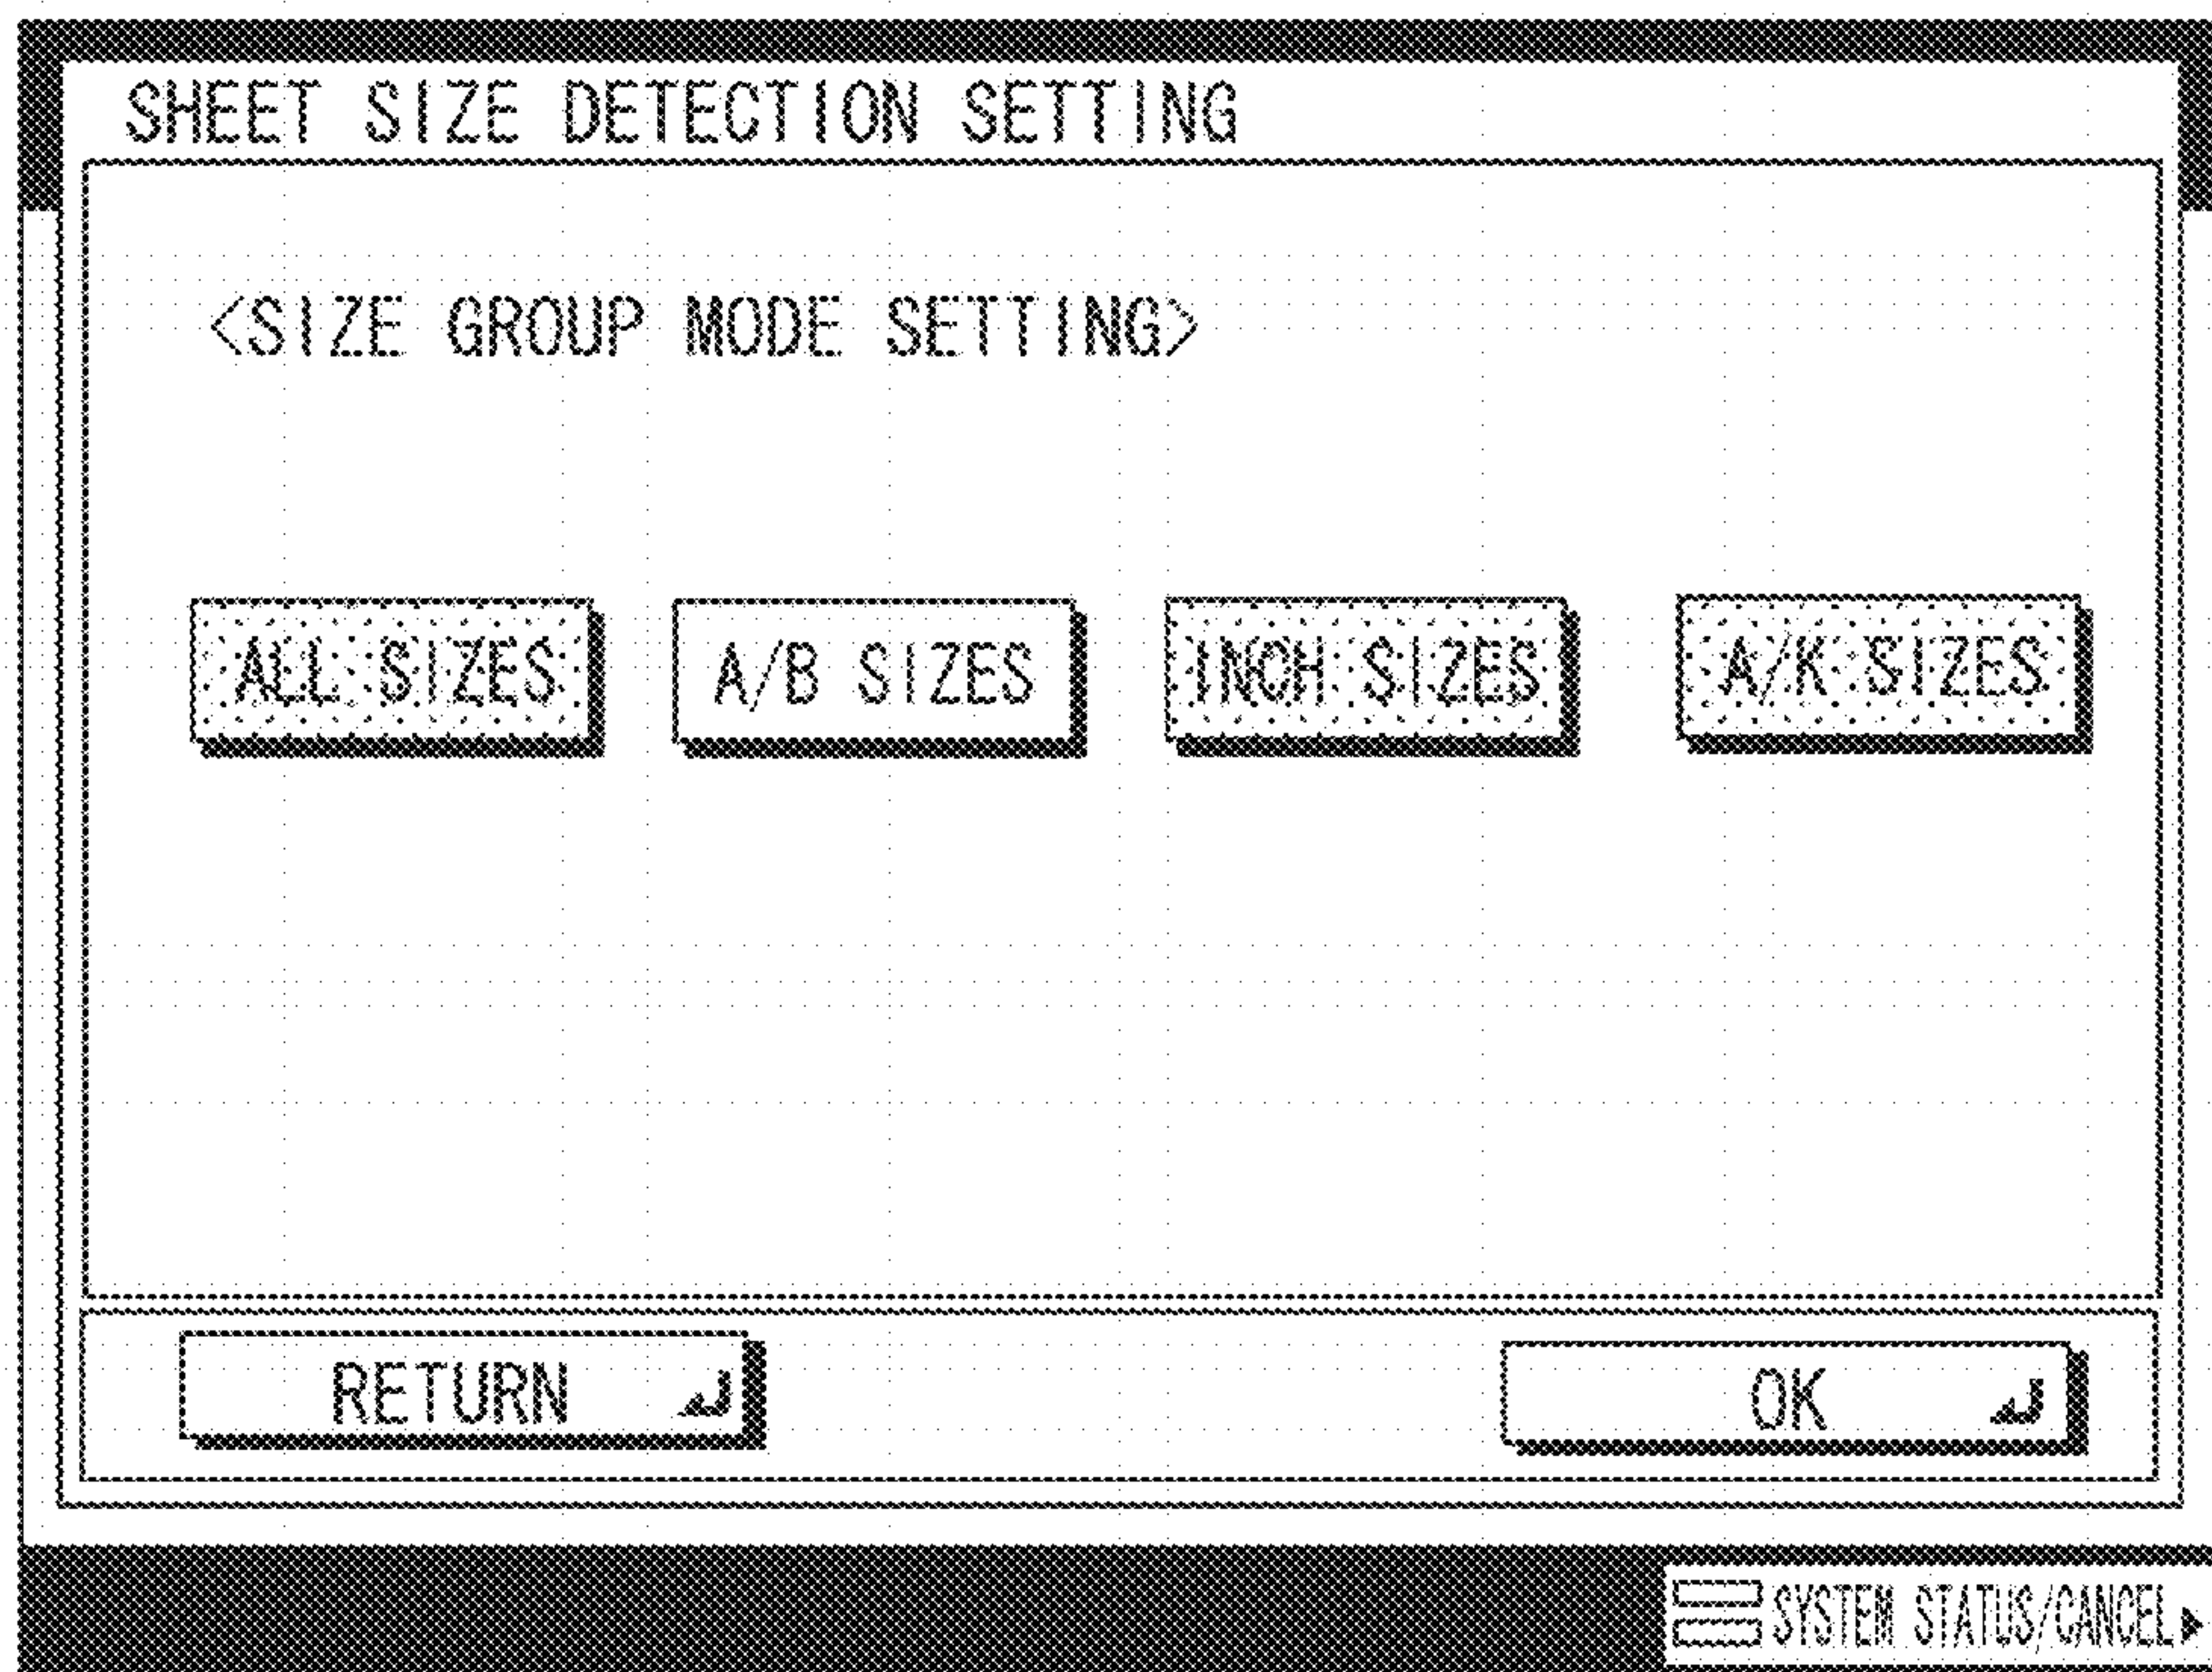 SHEET SIZE DETECTION SETTING
<SIZE GROUP MODE SETTING>
ALL SIZES A/B SIZES INCH SIZES A/K SIZES
RETURN OK
SYSTEM STATUS/CANCEL